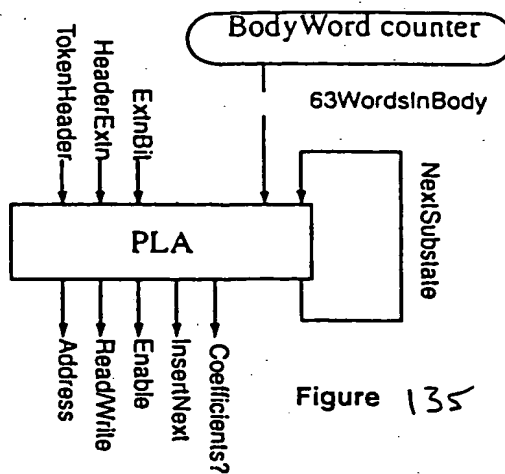 BodyWord counter
63WordsInBody
TokenHeader
HeaderExtn
ExtnBit
NextSubstate
PLA
Address
Read/Write
Enable
InsertNext
Coefficients?
Figure 135